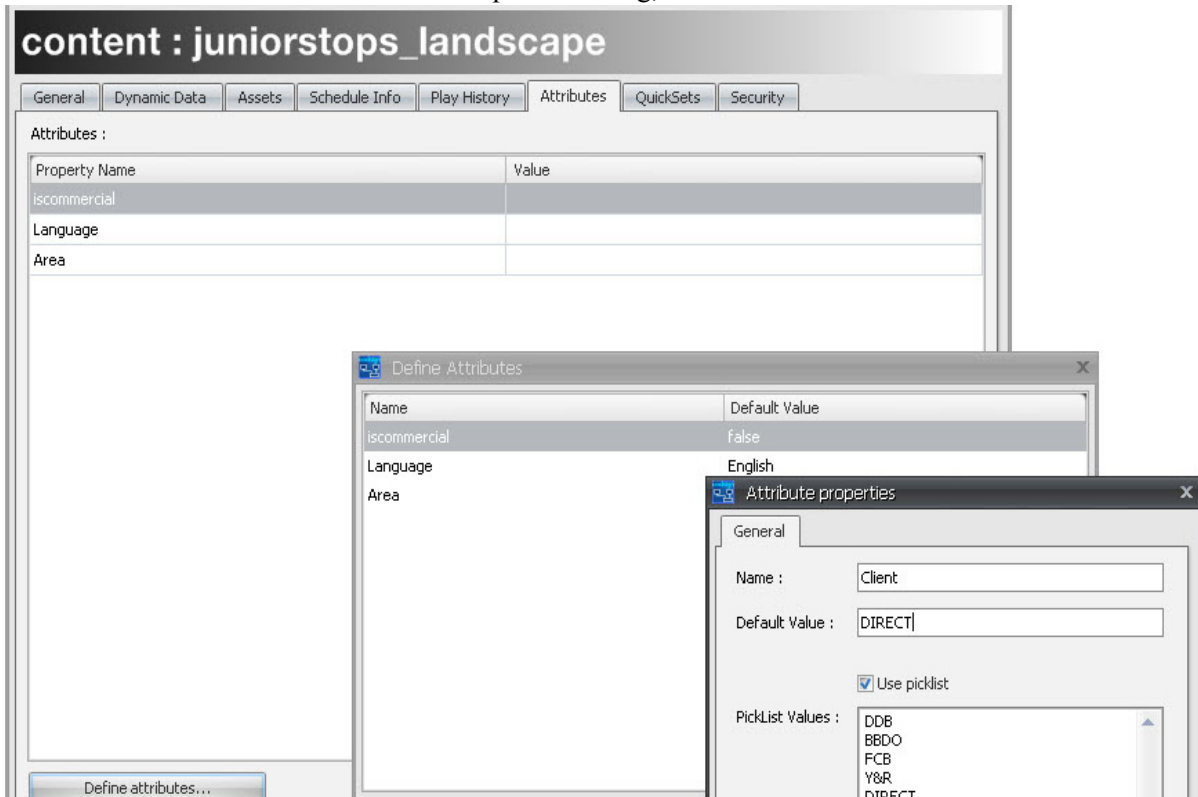 content : juniorstops_landscape
General Dynamic Data Assets Schedule Info Play History Attributes QuickSets Security
Attributes :
Property Name Value
iscommercial
Language
Area
Define Attributes x
Name Default Value
iscommercial false
Language English
Area
Attribute properties x
General
Name : Client
Default Value : DIRECT
Use picklist
PickList Values : DDB
BBDO
FCB
Y&R
DIRECT
Define attributes...